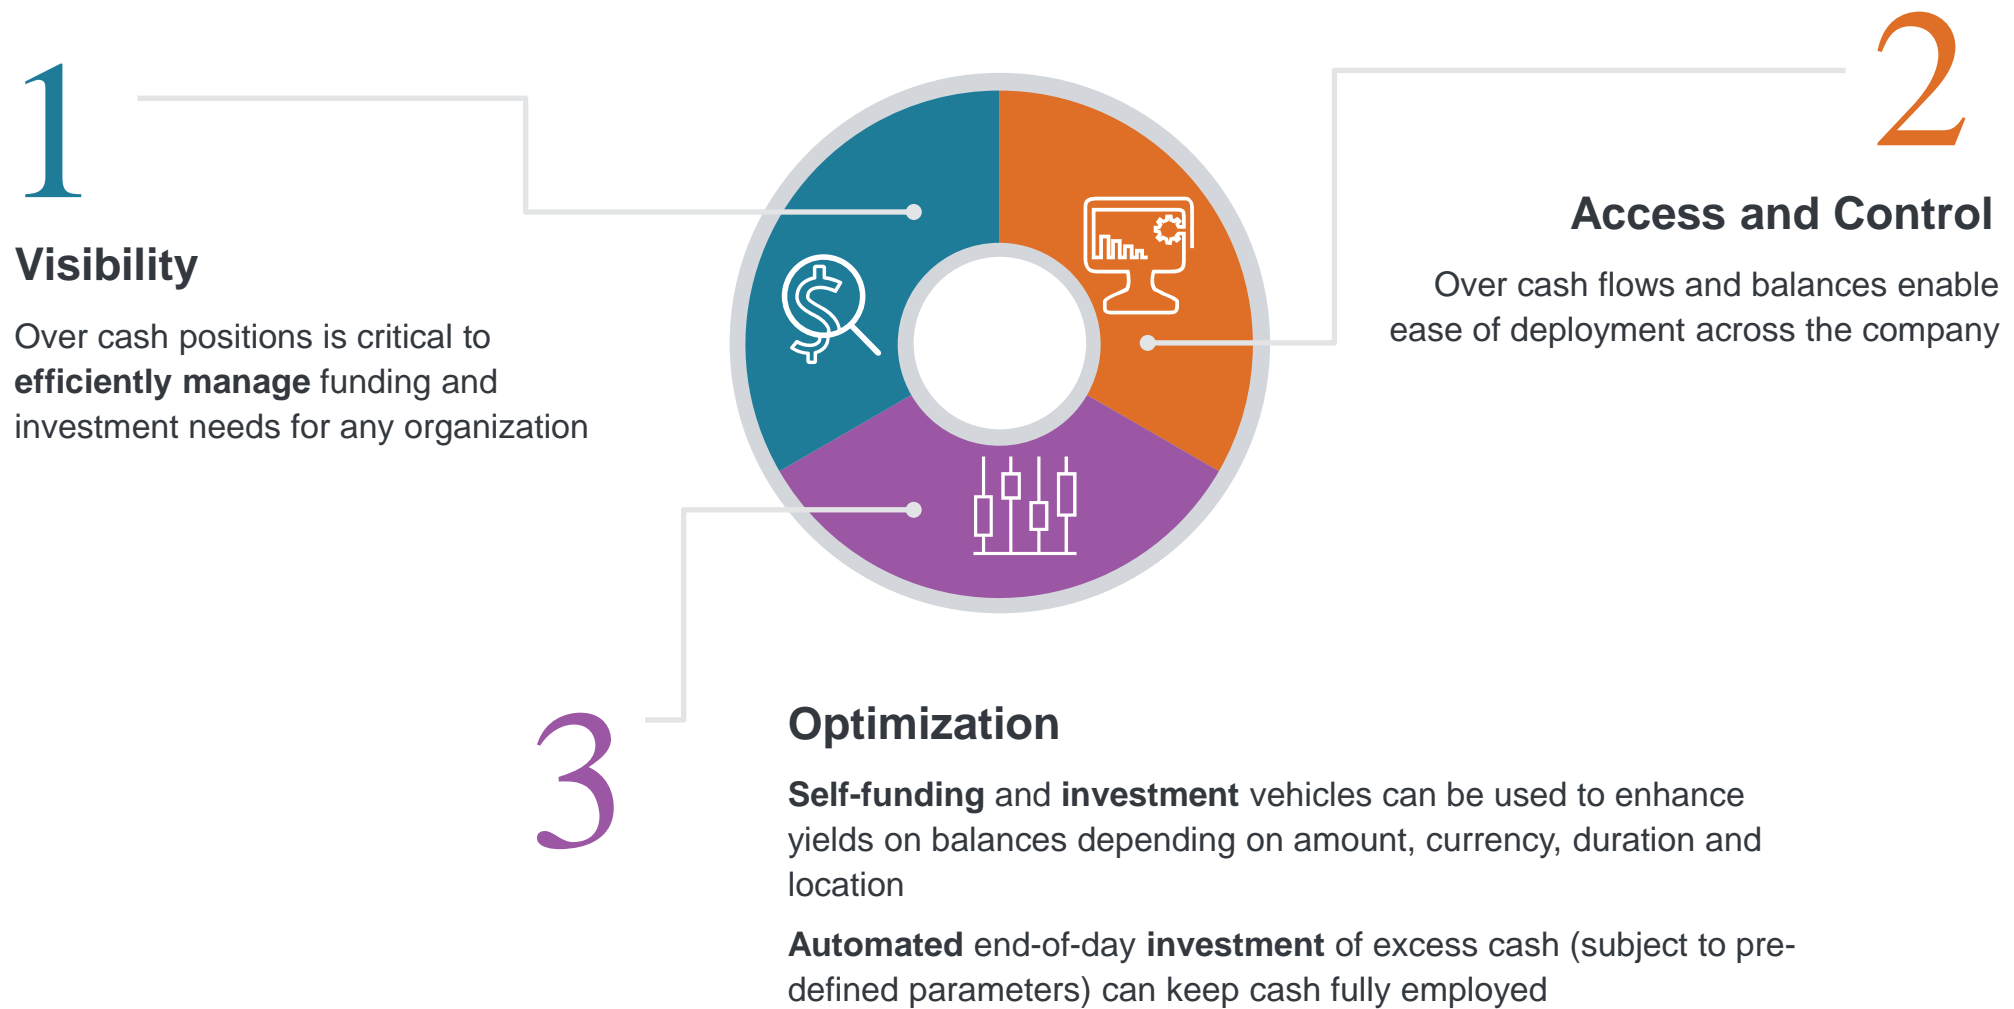 1
Visibility
Over cash positions is critical to
efficiently manage funding and
investment needs for any organization
2
Access and Control
Over cash flows and balances enable
ease of deployment across the company
3
Optimization
Self-funding and investment vehicles can be used to enhance
yields on balances depending on amount, currency, duration and
location
Automated end-of-day investment of excess cash (subject to pre-
defined parameters) can keep cash fully employed